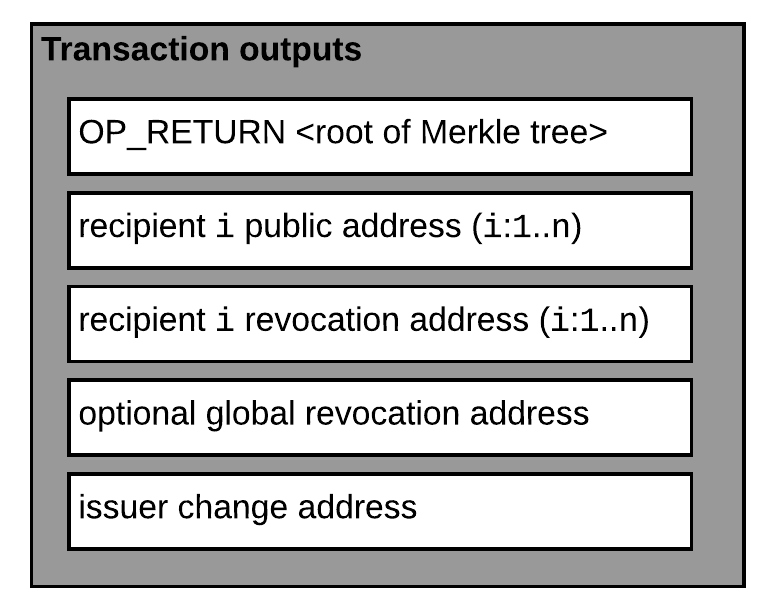 Transaction outputs
OP_RETURN <root of Merkle tree>
recipient i public address (i:1..n)
recipient i revocation address (i:1..n)
optional global revocation address
issuer change address